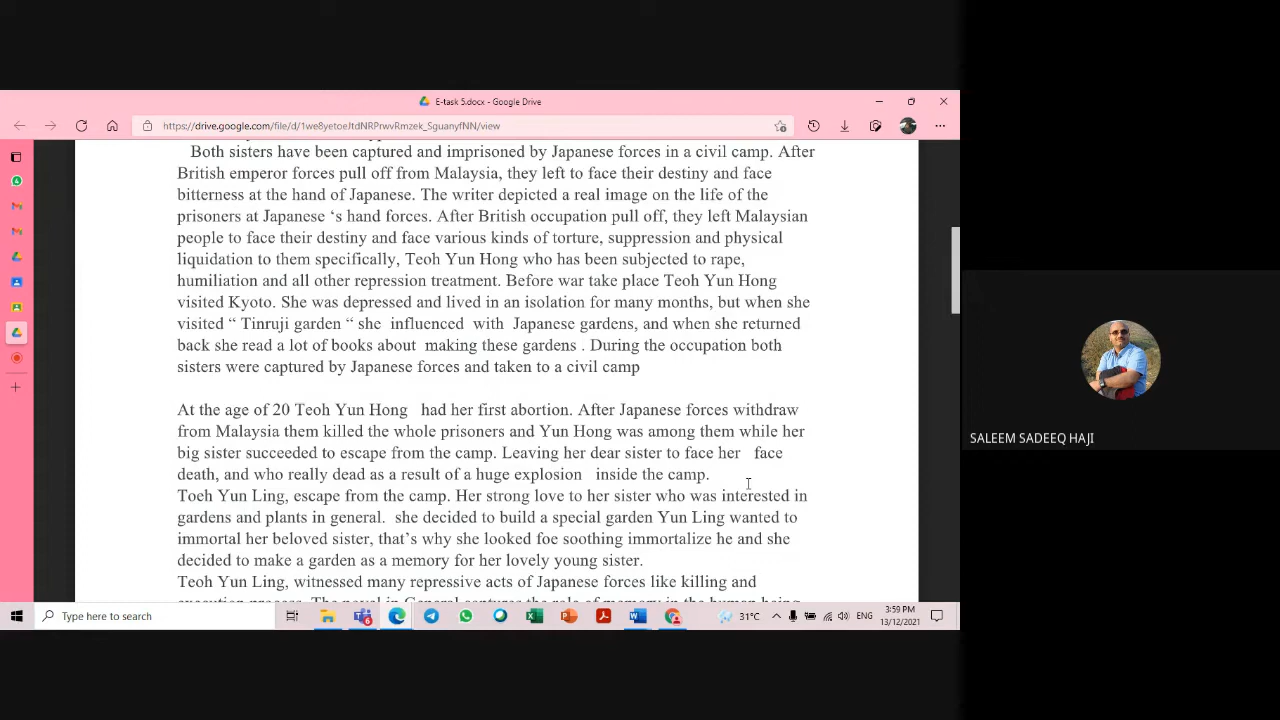 E-task 5.docx - Google Drive
https://drive.google.com/file/d/1we8yetoeJtdNRPrwvRmzek_SguanyfNN/view
Both sisters have been captured and imprisoned by Japanese forces in a civil camp. After
British emperor forces pull off from Malaysia, they left to face their destiny and face
bitterness at the hand of Japanese. The writer depicted a real image on the life of the
prisoners at Japanese ‘s hand forces. After British occupation pull off, they left Malaysian
people to face their destiny and face various kinds of torture, suppression and physical
liquidation to them specifically, Teoh Yun Hong who has been subjected to rape,
humiliation and all other repression treatment. Before war take place Teoh Yun Hong
visited Kyoto. She was depressed and lived in an isolation for many months, but when she
visited “ Tinruji garden “ she influenced with Japanese gardens, and when she returned
back she read a lot of books about making these gardens . During the occupation both
sisters were captured by Japanese forces and taken to a civil camp
At the age of 20 Teoh Yun Hong had her first abortion. After Japanese forces withdraw
from Malaysia them killed the whole prisoners and Yun Hong was among them while her
big sister succeeded to escape from the camp. Leaving her dear sister to face her face
death, and who really dead as a result of a huge explosion inside the camp.
Toeh Yun Ling, escape from the camp. Her strong love to her sister who was interested in
gardens and plants in general. she decided to build a special garden Yun Ling wanted to
immortal her beloved sister, that’s why she looked foe soothing immortalize he and she
decided to make a garden as a memory for her lovely young sister.
Teoh Yun Ling, witnessed many repressive acts of Japanese forces like killing and
SALEEM SADEEQ HAJI
Type here to search
31°C
ENG
3:59 PM
13/12/2021